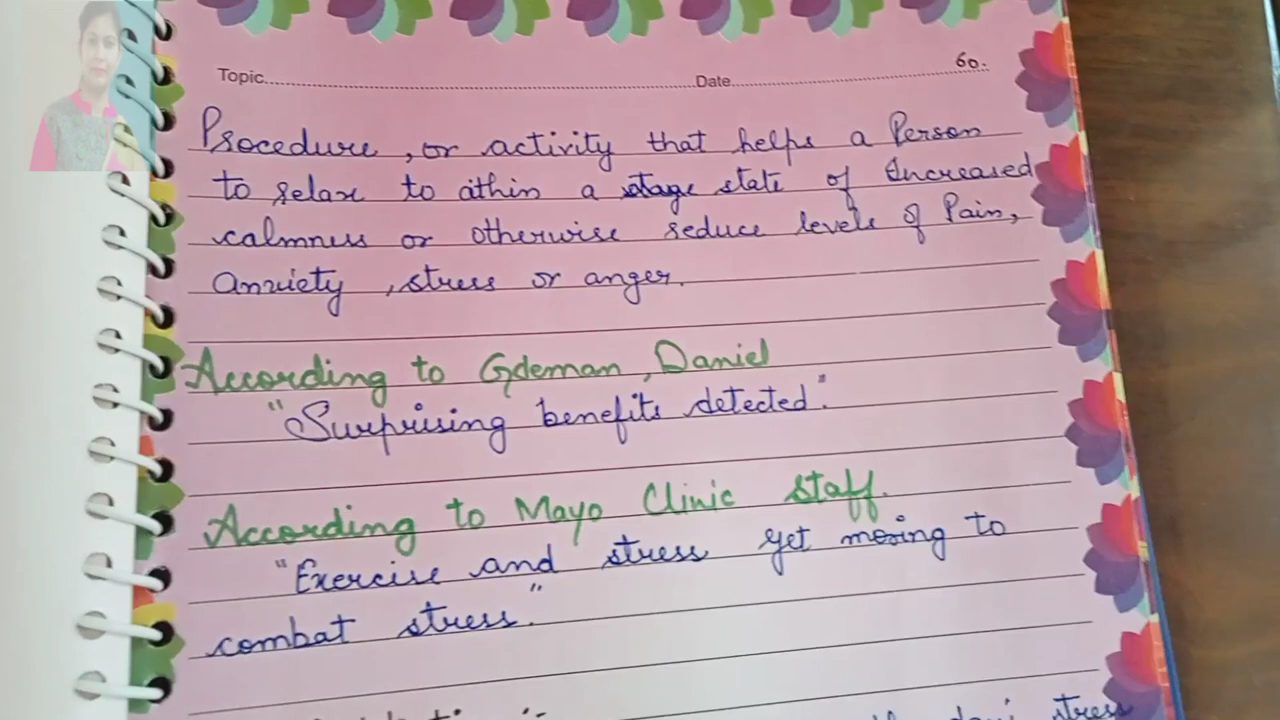 Topic Date 60.
Procedure, or activity that helps a Person
to relax to aithin a stage state of Increased
calmness or otherwise reduce levels of Pain,
Anxiety, stress or anger.
According to Goleman, Daniel
"Surprising benefits detected".
According to Mayo Clinic staff.
"Exercise and stress get moving to
combat stress."
stress